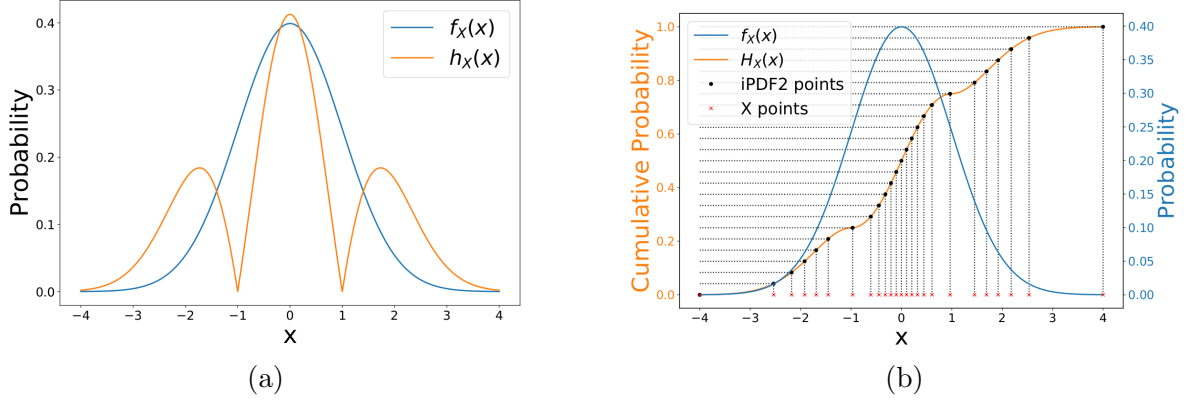 0.4
0.3
0.2
0.1
0.0
Probability
−4 −3 −2 −1 0 1 2 3 4
x
f_X(x)
h_X(x)
(a)
1.0
0.8
0.6
0.4
0.2
0.0
Cumulative Probability
f_X(x)
H_X(x)
iPDF2 points
X points
0.40
0.35
0.30
0.25
0.20
0.15
0.10
0.05
0.00
Probability
−4 −3 −2 −1 0 1 2 3 4
x
(b)